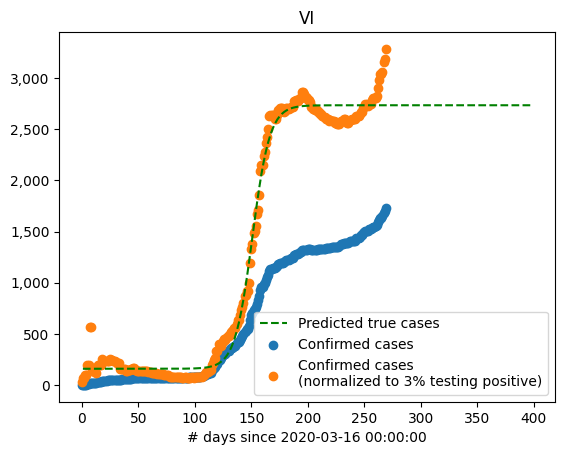 VI
3,000
2,500
2,000
1,500
1,000
500
0
Predicted true cases
Confirmed cases
Confirmed cases
(normalized to 3% testing positive)
0 50 100 150 200 250 300 350 400
# days since 2020-03-16 00:00:00